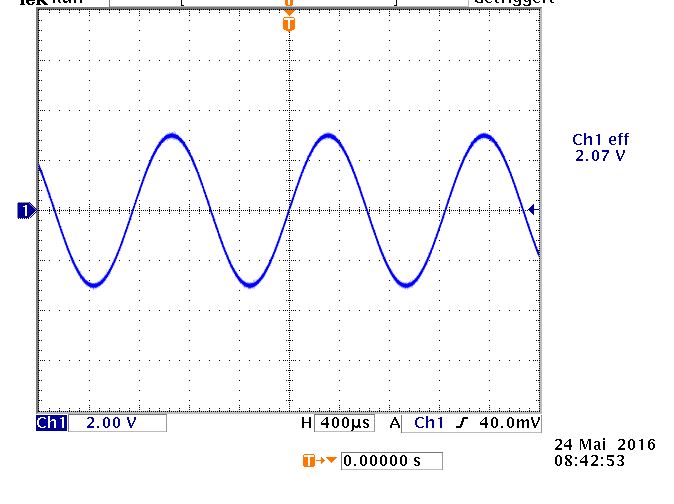 T
Ch1 eff
2.07 V
1
Ch1 2.00 V H 400µs A Ch1 40.0mV
24 Mai 2016
08:42:53
T 0.00000 s